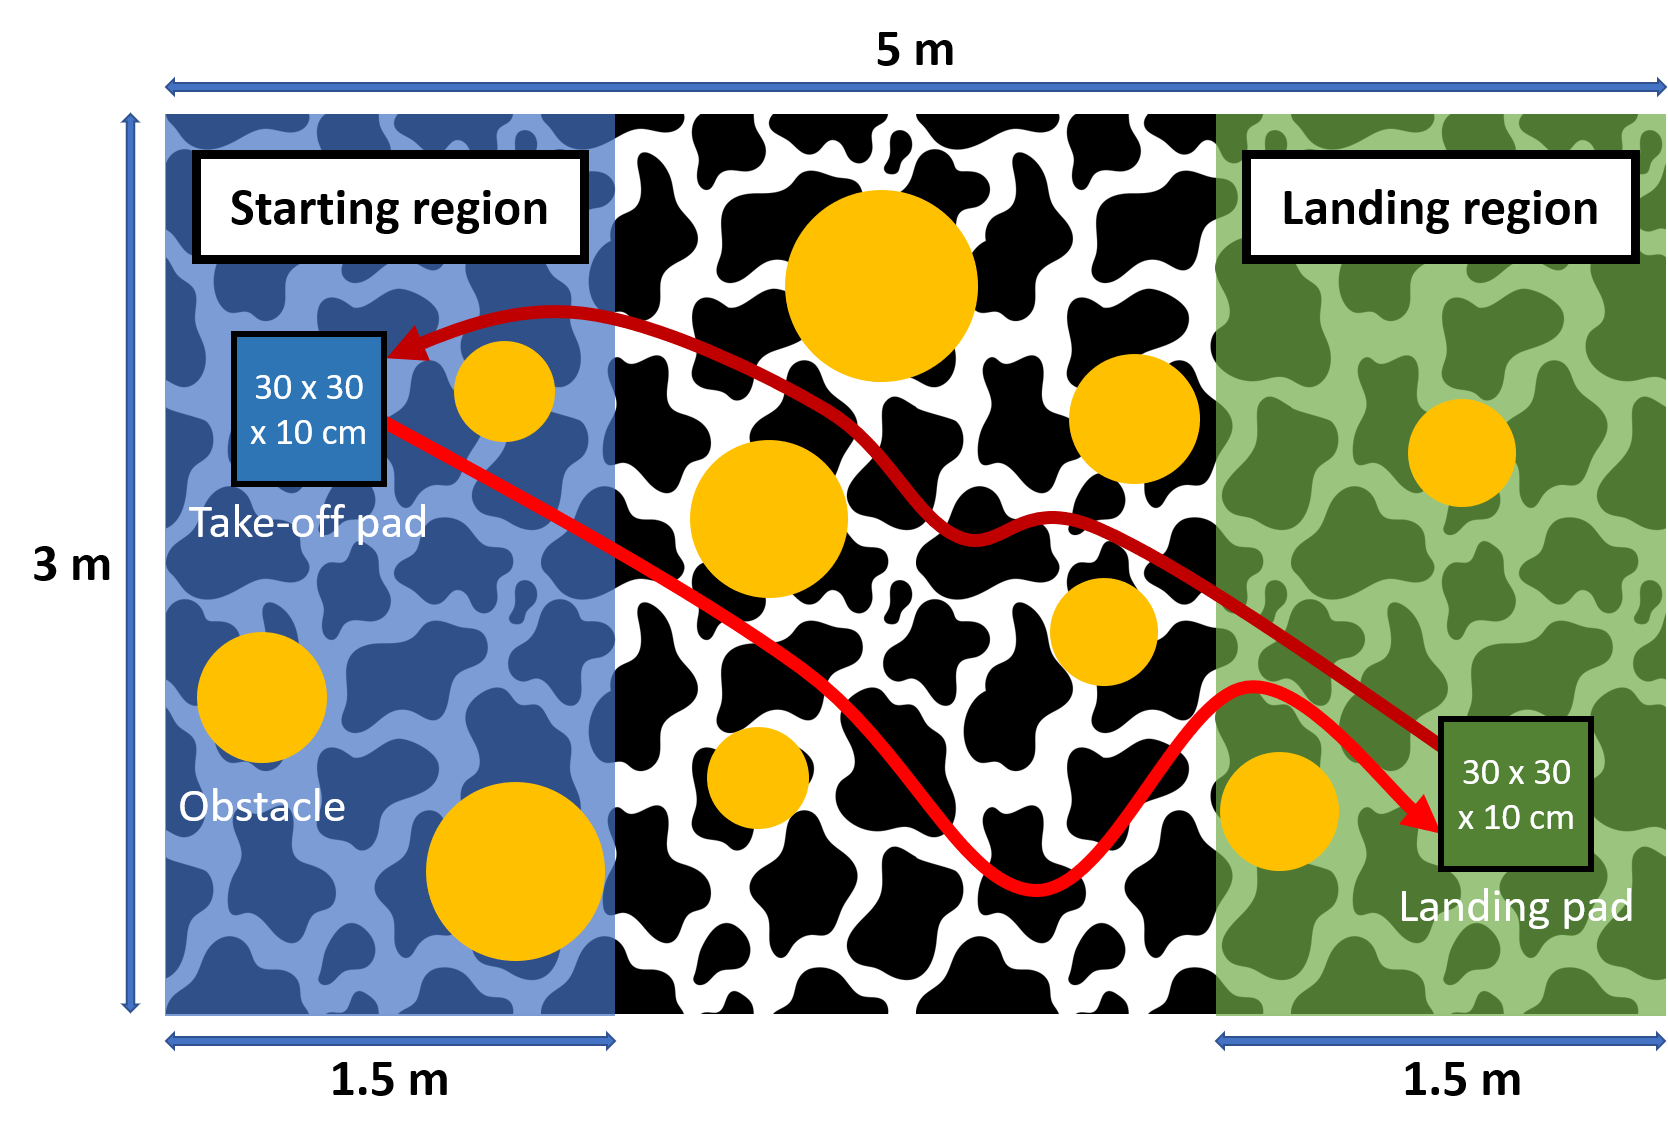 5 m
Starting region
Landing region
30 x 30
x 10 cm
Take-off pad
3 m
Obstacle
30 x 30
x 10 cm
Landing pad
1.5 m
1.5 m